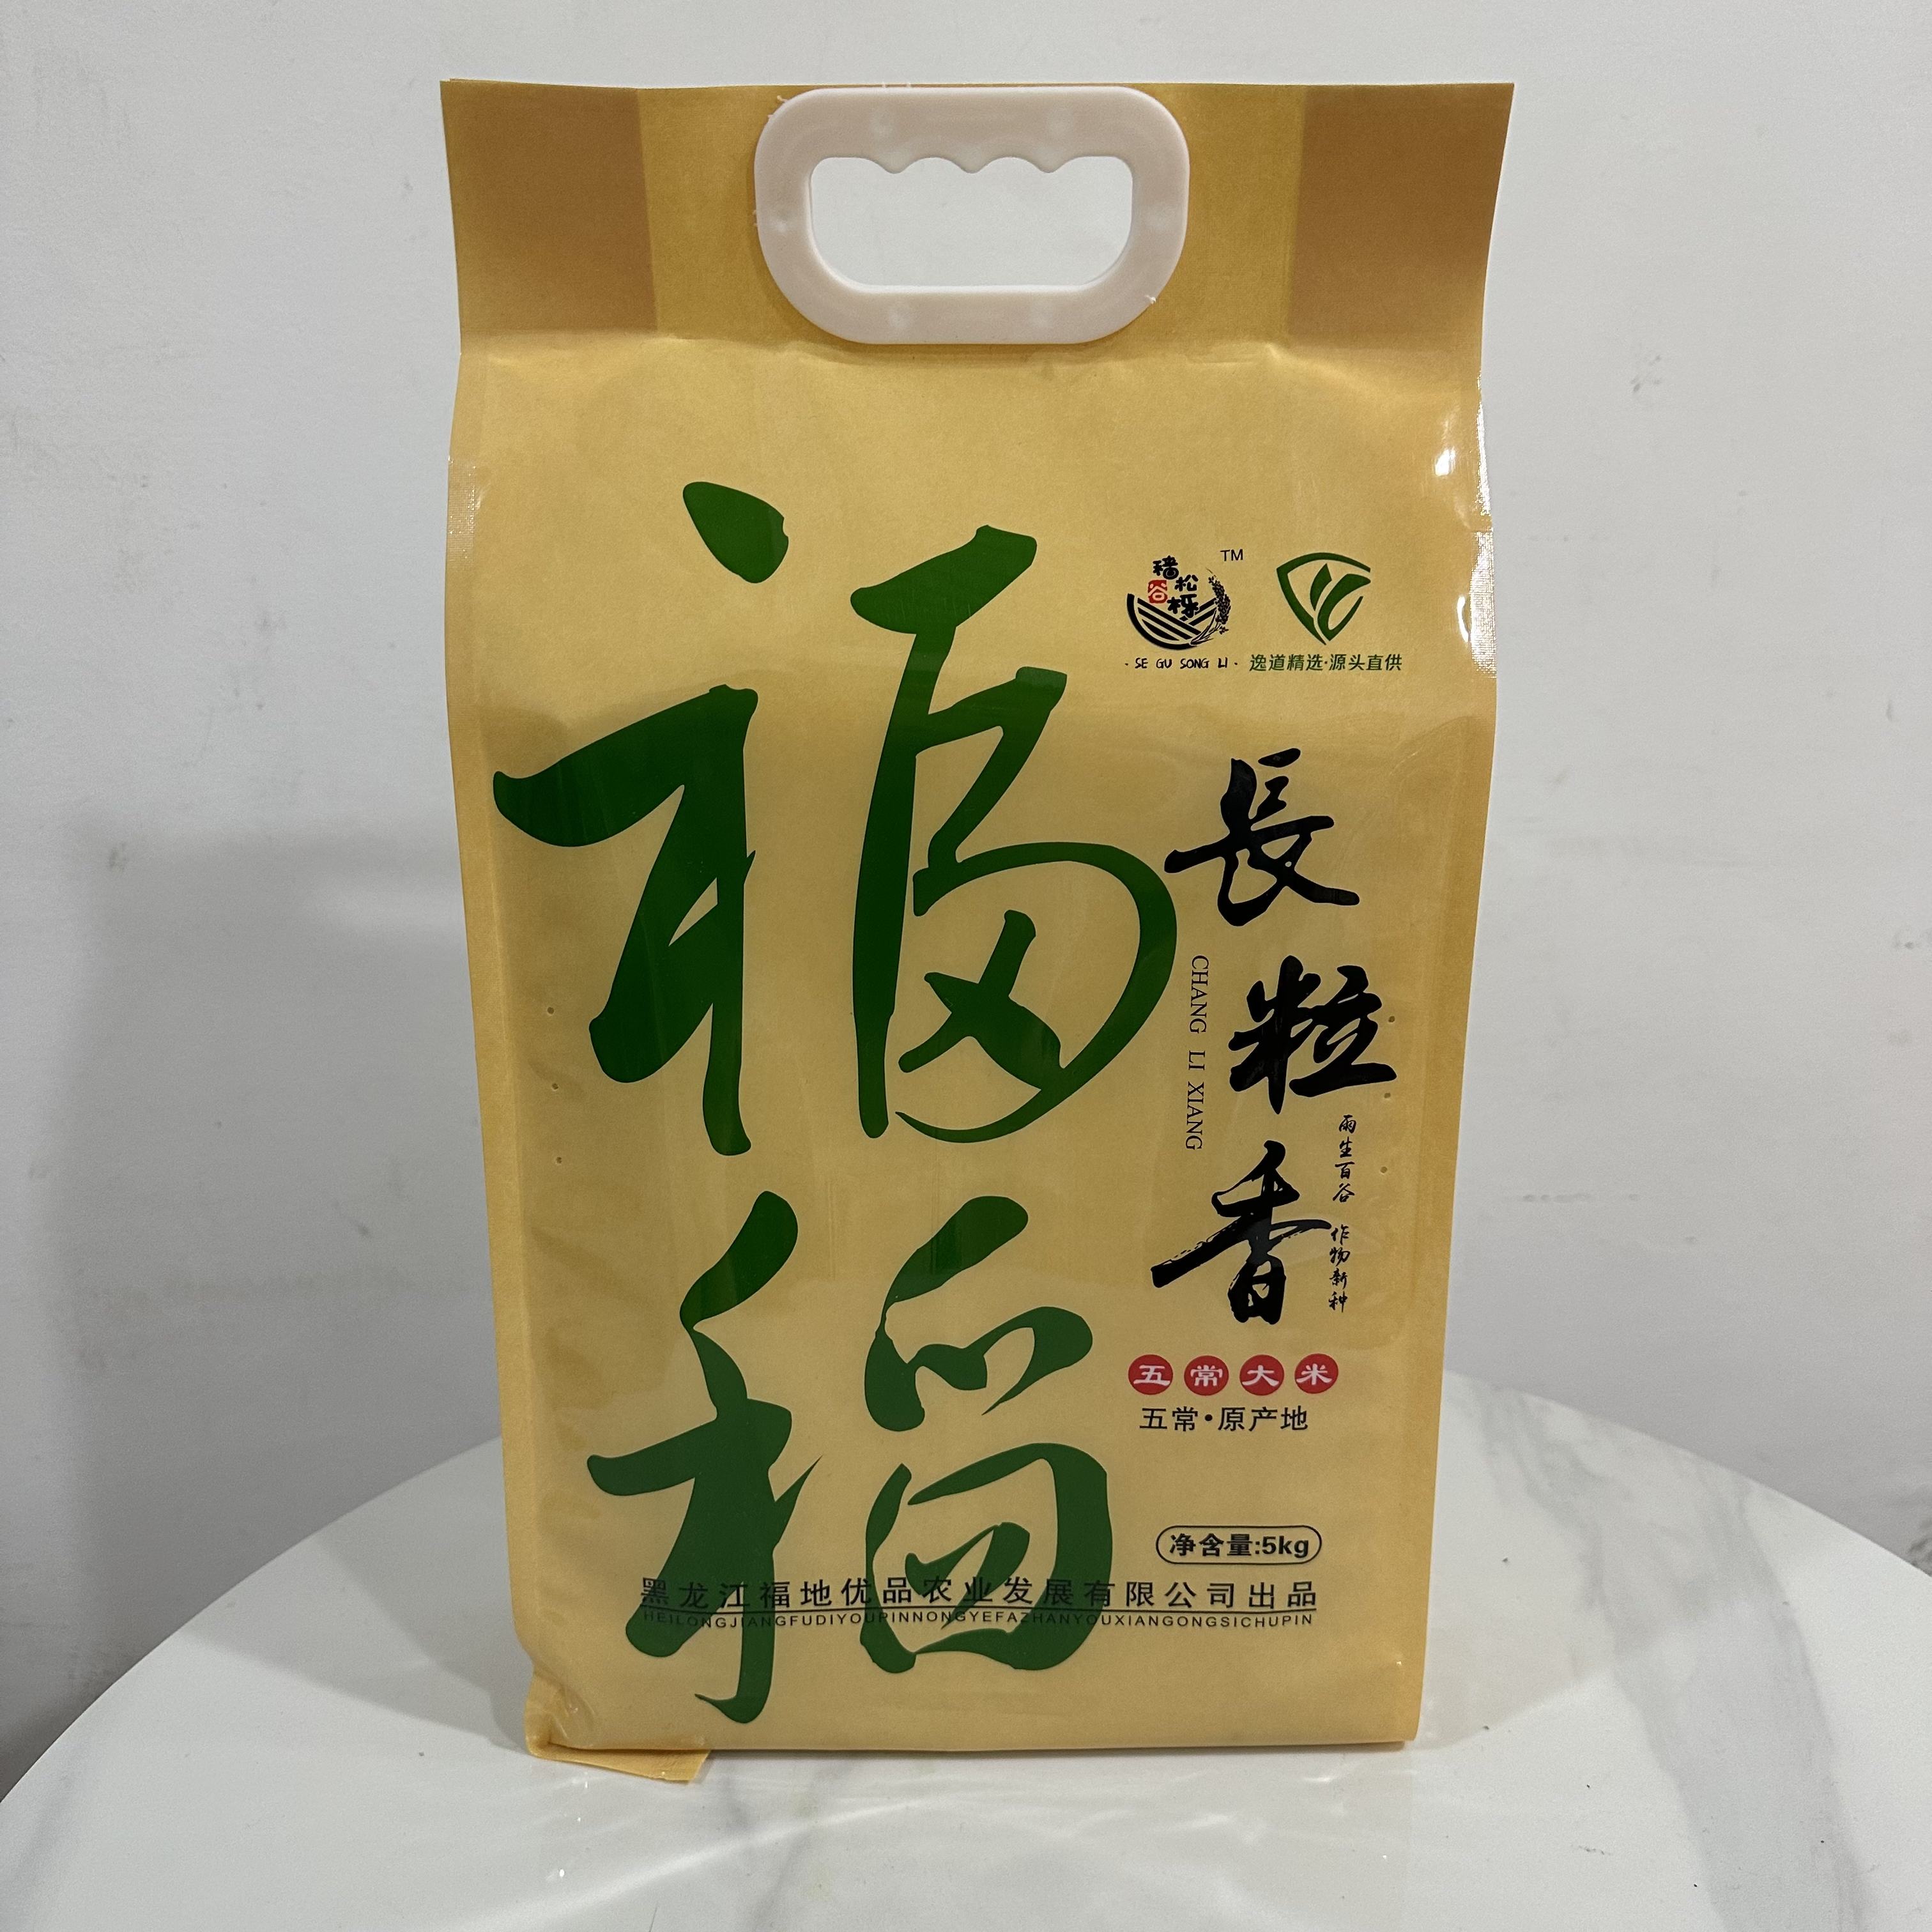 福稻
穑谷松栎
TM
· SE GU SONG LI ·
逸道精选·源头直供
長粒香
CHANG LI XIANG
雨生百谷 作物新种
五常大米
五常·原产地
净含量:5kg
黑龙江福地优品农业发展有限公司出品
HEILONGJIANGFUDIYOUPINNONGYEFAZHANYOUXIANGONGSICHUPIN